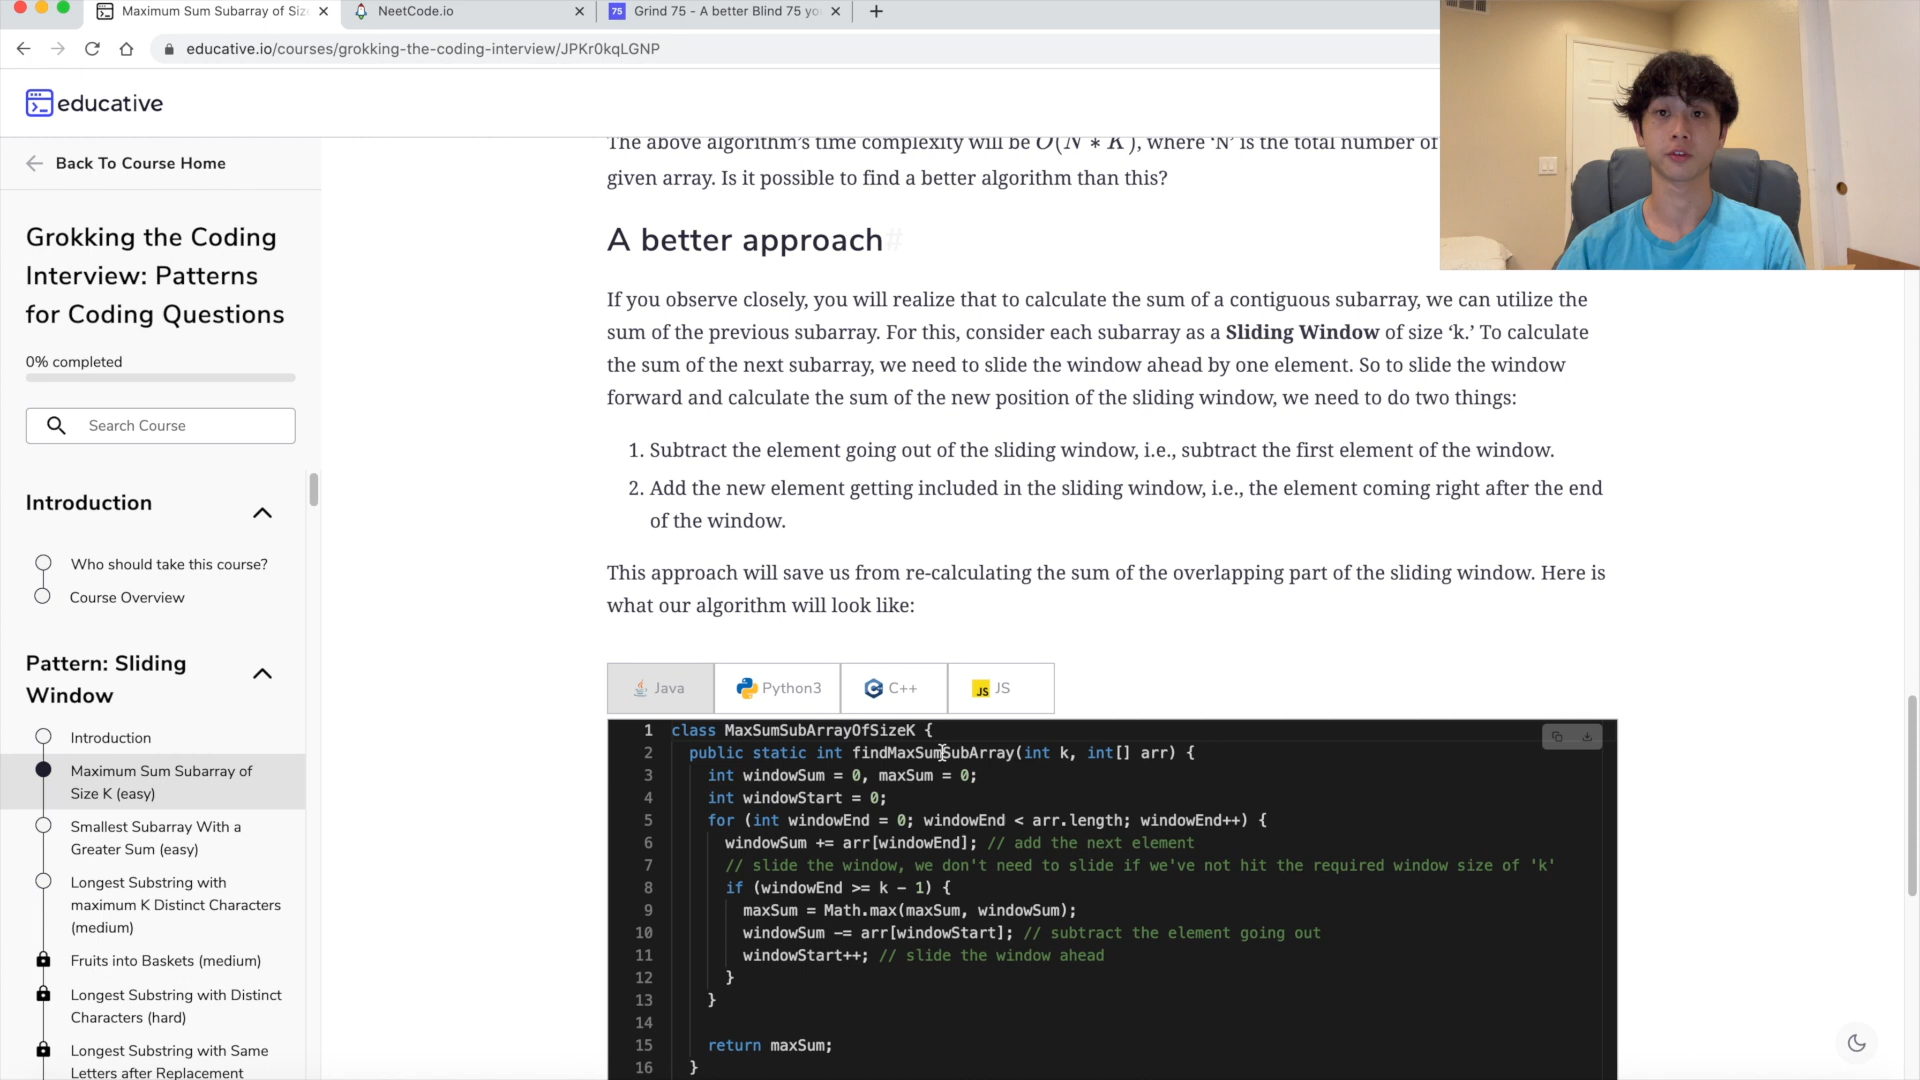 Maximum Sum Subarray of Siz
NeetCode.io
75 Grind 75 - A better Blind 75 yo
educative.io/courses/grokking-the-coding-interview/JPKr0kqLGNP
educative
Back To Course Home
Grokking the Coding
Interview: Patterns
for Coding Questions
0% completed
Search Course
Introduction
Who should take this course?
Course Overview
Pattern: Sliding
Window
Introduction
Maximum Sum Subarray of
Size K (easy)
Smallest Subarray With a
Greater Sum (easy)
Longest Substring with
maximum K Distinct Characters
(medium)
Fruits into Baskets (medium)
Longest Substring with Distinct
Characters (hard)
Longest Substring with Same
Letters after Replacement
The above algorithm's time complexity will be O(N * K), where ‘N’ is the total number of
given array. Is it possible to find a better algorithm than this?
A better approach#
If you observe closely, you will realize that to calculate the sum of a contiguous subarray, we can utilize the
sum of the previous subarray. For this, consider each subarray as a Sliding Window of size ‘k.’ To calculate
the sum of the next subarray, we need to slide the window ahead by one element. So to slide the window
forward and calculate the sum of the new position of the sliding window, we need to do two things:
1. Subtract the element going out of the sliding window, i.e., subtract the first element of the window.
2. Add the new element getting included in the sliding window, i.e., the element coming right after the end
of the window.
This approach will save us from re-calculating the sum of the overlapping part of the sliding window. Here is
what our algorithm will look like:
Java Python3 C++ JS JS
1 class MaxSumSubArrayOfSizeK {
2 public static int findMaxSumSubArray(int k, int[] arr) {
3 int windowSum = 0, maxSum = 0;
4 int windowStart = 0;
5 for (int windowEnd = 0; windowEnd < arr.length; windowEnd++) {
6 windowSum += arr[windowEnd]; // add the next element
7 // slide the window, we don't need to slide if we've not hit the required window size of 'k'
8 if (windowEnd >= k - 1) {
9 maxSum = Math.max(maxSum, windowSum);
10 windowSum -= arr[windowStart]; // subtract the element going out
11 windowStart++; // slide the window ahead
12 }
13 }
14
15 return maxSum;
16 }